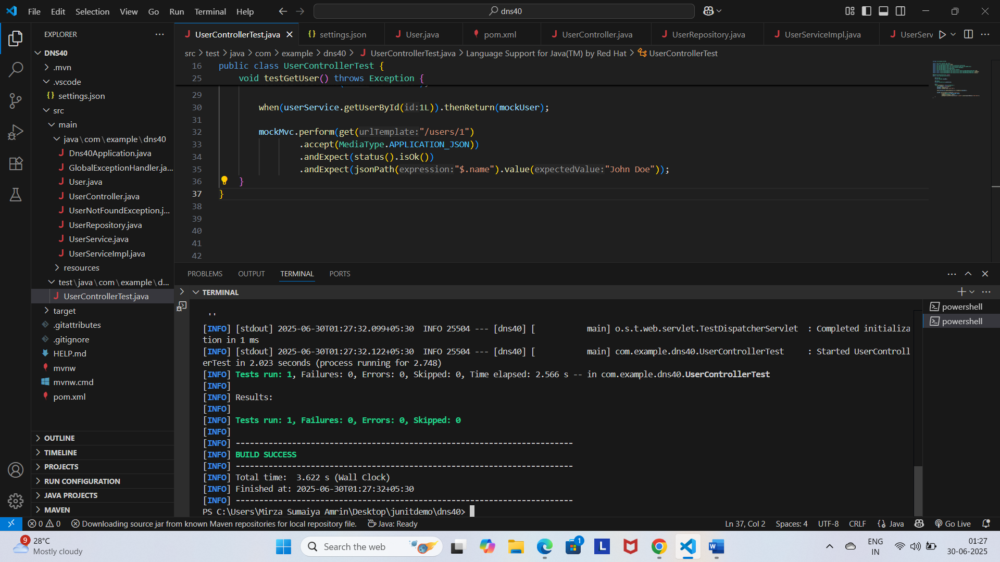 File Edit Selection View Go Run Terminal Help
dns40
EXPLORER
DNS40
.mvn
.vscode
{} settings.json
src
main
java\com\example\dns40
J Dns40Application.java
J GlobalExceptionHandler.ja...
J User.java
J UserController.java
J UserNotFoundException.j...
J UserRepository.java
J UserService.java
J UserServiceImpl.java
resources
test\java\com\example\d...
J UserControllerTest.java
target
.gitattributes
.gitignore
HELP.md
mvnw
mvnw.cmd
pom.xml
OUTLINE
TIMELINE
PROJECTS
RUN CONFIGURATION
JAVA PROJECTS
MAVEN
J UserControllerTest.java {} settings.json J User.java pom.xml J UserController.java J UserRepository.java J UserServiceImpl.java J UserServ
src > test > java > com > example > dns40 > J UserControllerTest.java > Language Support for Java(TM) by Red Hat > UserControllerTest
16 public class UserControllerTest {
25 void testGetUser() throws Exception {
29
30 when(userService.getUserById(id:1L)).thenReturn(mockUser);
31
32 mockMvc.perform(get(urlTemplate:"/users/1")
33 .accept(MediaType.APPLICATION_JSON))
34 .andExpect(status().isOk())
35 .andExpect(jsonPath(expression:"$.name").value(expectedValue:"John Doe"));
36 }
37 }
38
39
40
41
42
PROBLEMS OUTPUT TERMINAL PORTS
TERMINAL
powershell
powershell
''
[INFO] [stdout] 2025-06-30T01:27:32.099+05:30 INFO 25504 --- [dns40] [ main] o.s.t.web.servlet.TestDispatcherServlet : Completed initializa
tion in 1 ms
[INFO] [stdout] 2025-06-30T01:27:32.122+05:30 INFO 25504 --- [dns40] [ main] com.example.dns40.UserControllerTest : Started UserControll
erTest in 2.023 seconds (process running for 2.748)
[INFO] Tests run: 1, Failures: 0, Errors: 0, Skipped: 0, Time elapsed: 2.566 s -- in com.example.dns40.UserControllerTest
[INFO]
[INFO] Results:
[INFO]
[INFO] Tests run: 1, Failures: 0, Errors: 0, Skipped: 0
[INFO]
[INFO] ------------------------------------------------------------------------
[INFO] BUILD SUCCESS
[INFO] ------------------------------------------------------------------------
[INFO] Total time: 3.622 s (Wall Clock)
[INFO] Finished at: 2025-06-30T01:27:32+05:30
[INFO] ------------------------------------------------------------------------
PS C:\Users\Mirza Sumaiya Amrin\Desktop\junitdemo\dns40>
0 0 Downloading source jar from known Maven repositories for local repository file. Java: Ready Ln 37, Col 2 Spaces: 4 UTF-8 CRLF {} Java Go Live
9 28°C
Mostly cloudy
Search the web
1
L
W
ENG
IN
01:27
30-06-2025